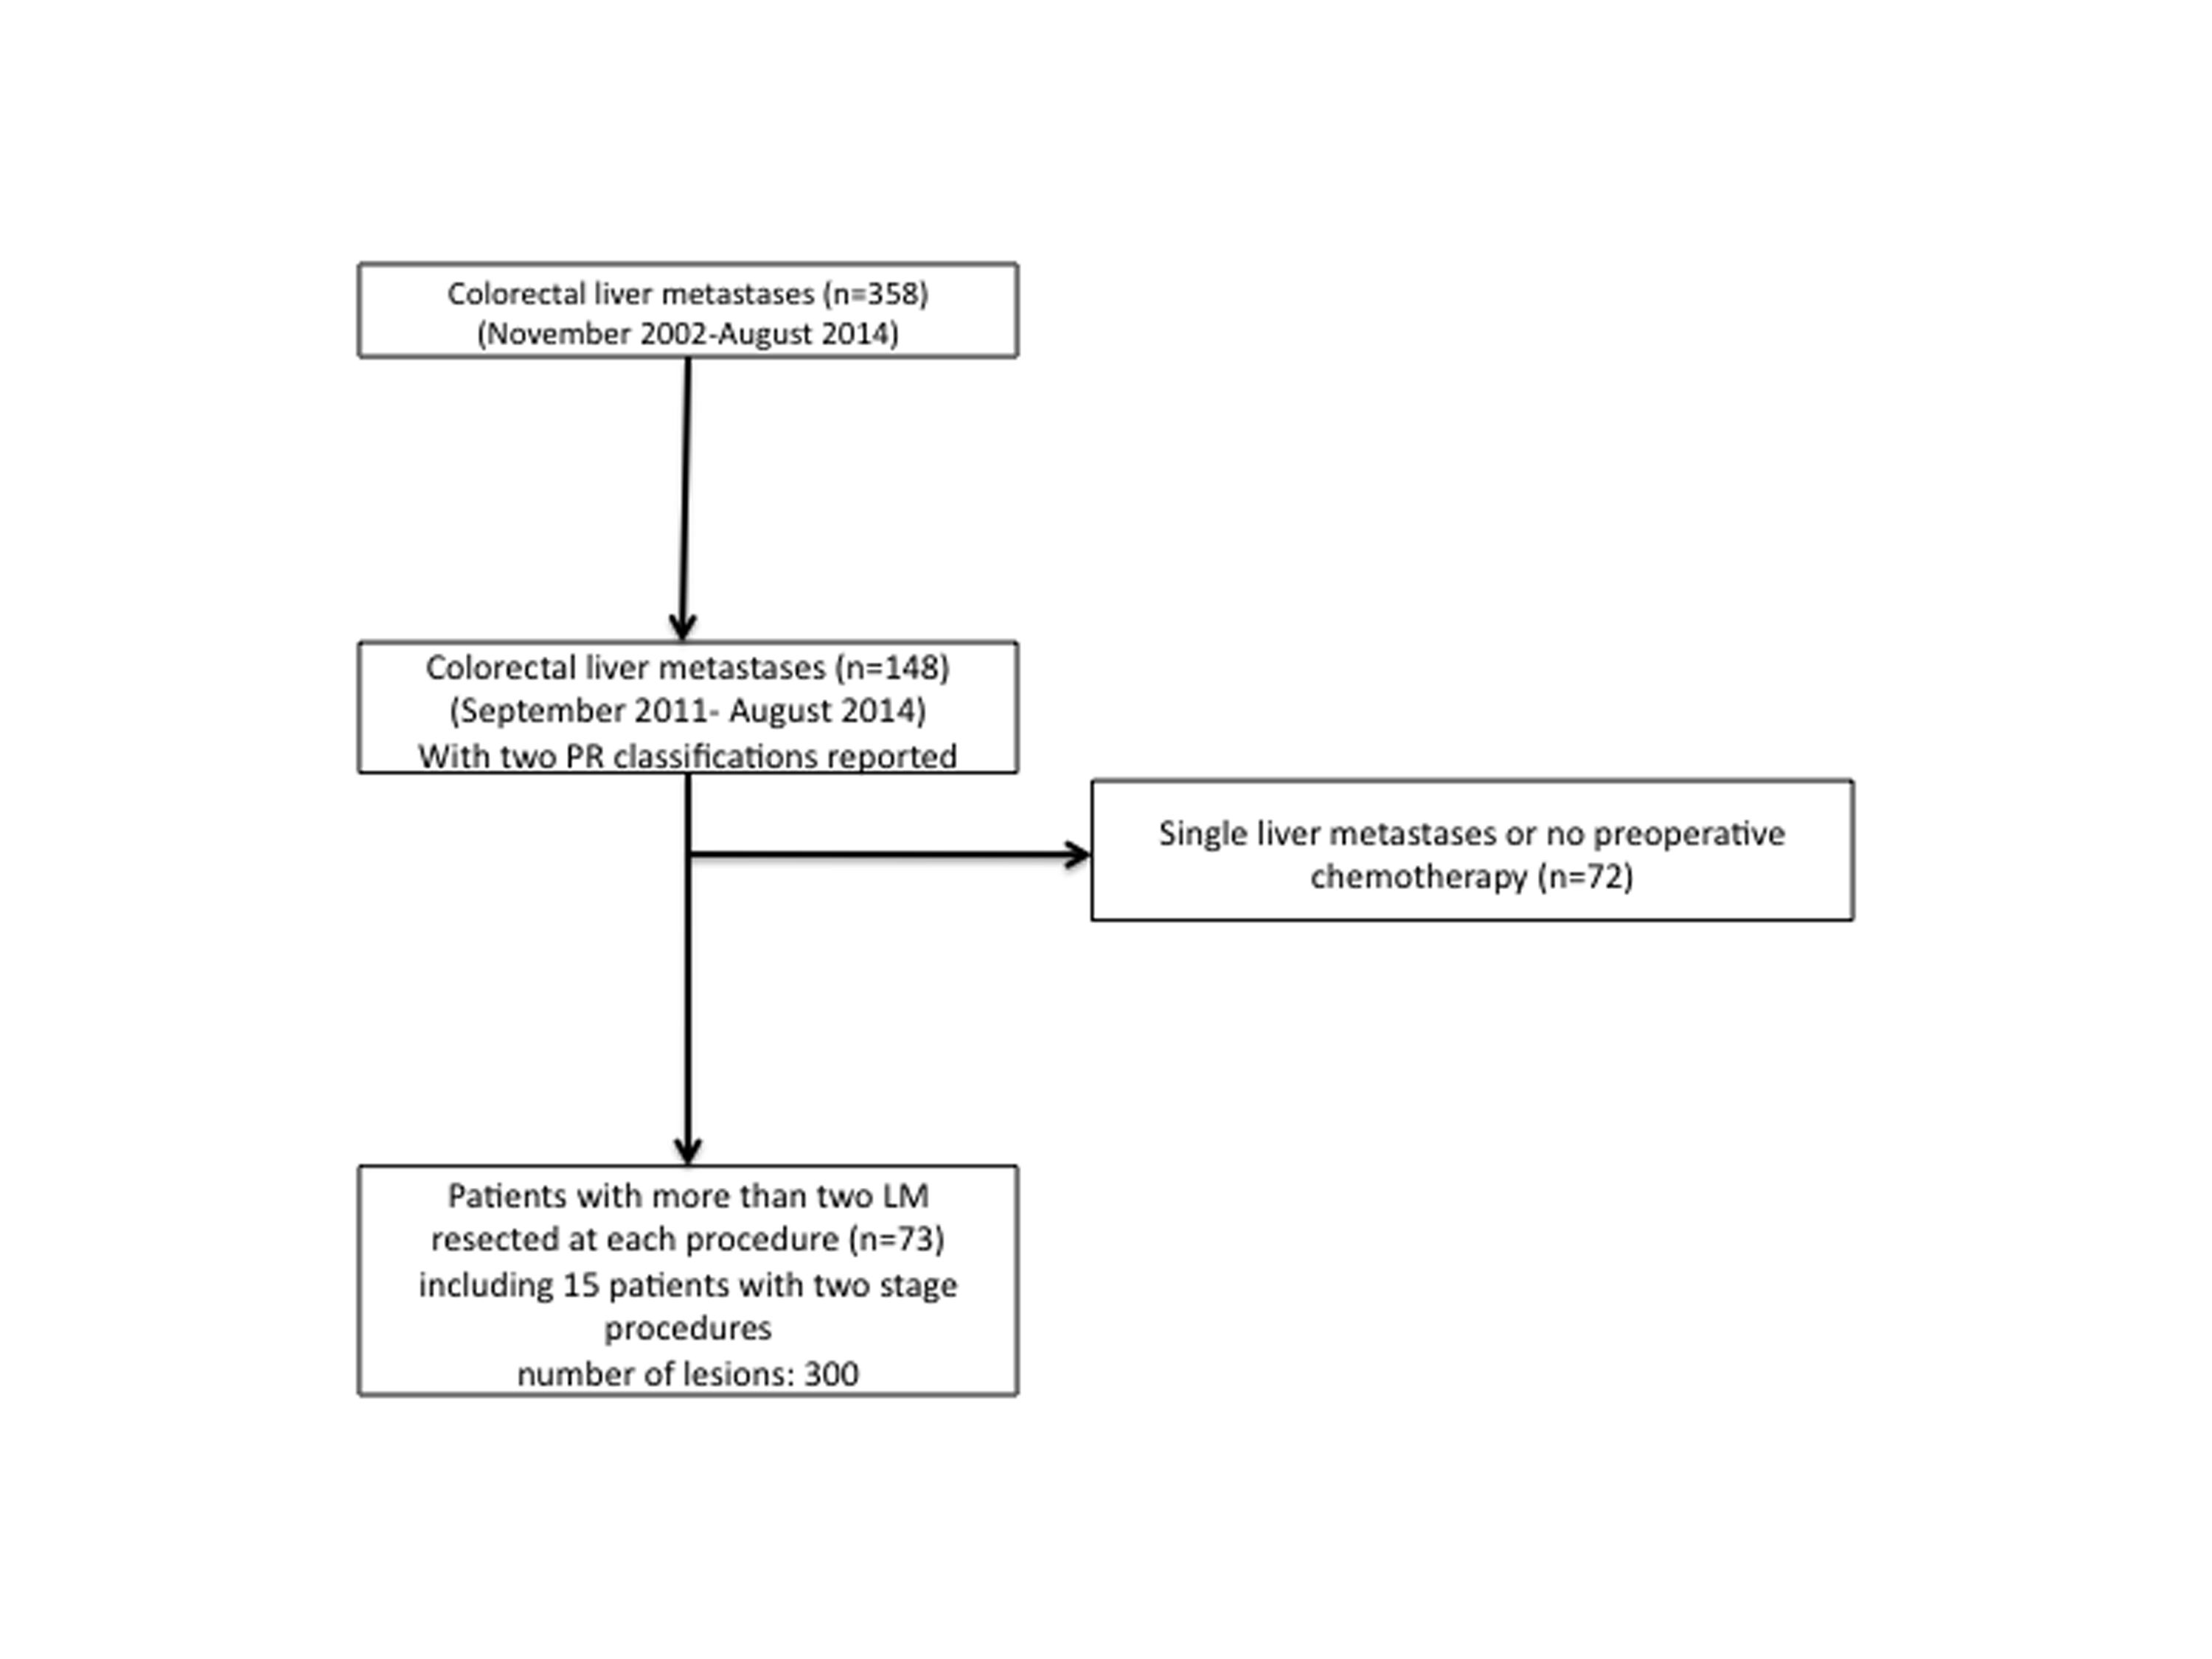 Colorectal liver metastases (n=358)
(November 2002-August 2014)
Colorectal liver metastases (n=148)
(September 2011- August 2014)
With two PR classifications reported
Single liver metastases or no preoperative
chemotherapy (n=72)
Patients with more than two LM
resected at each procedure (n=73)
including 15 patients with two stage
procedures
number of lesions: 300